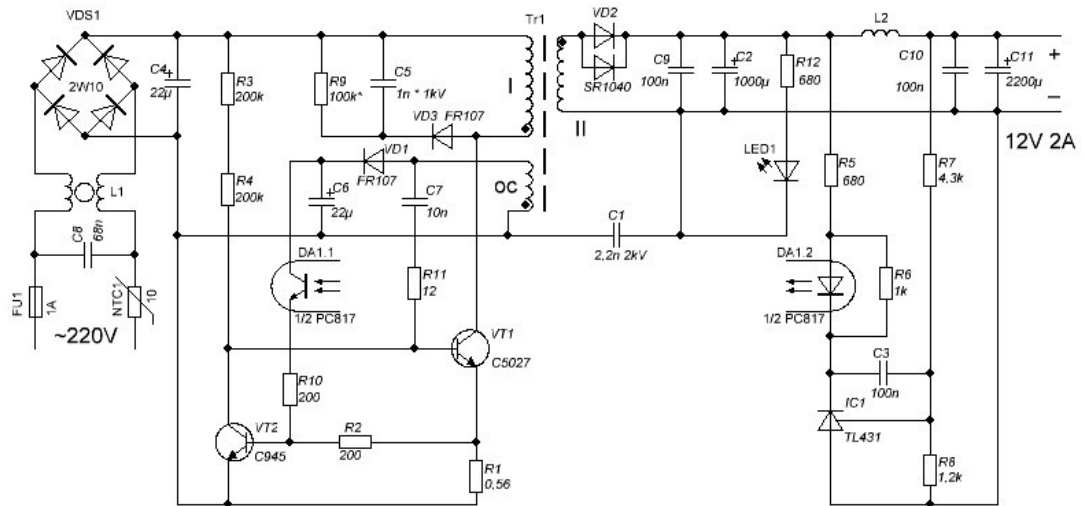 VDS1
2W10
C4
+
22µ
R3
200k
R9
100k*
C5
1n * 1kV
VD3 FR107
Tr1
I
II
VD2
SR1040
C9
100n
+
C2
1000µ
R12
680
L2
C10
100n
+
C11
2200µ
+
–
12V 2A
L1
C8
68n
FU1
1A
NTC1
10
~220V
R4
200k
+
C6
22µ
VD1
FR107
C7
10n
OC
C1
2,2n 2kV
LED1
R5
680
R7
4,3k
DA1.1
1/2 PC817
R11
12
DA1.2
1/2 PC817
R6
1k
VT1
C5027
R10
200
C3
100n
VT2
C945
R2
200
R1
0,56
IC1
TL431
R8
1,2k